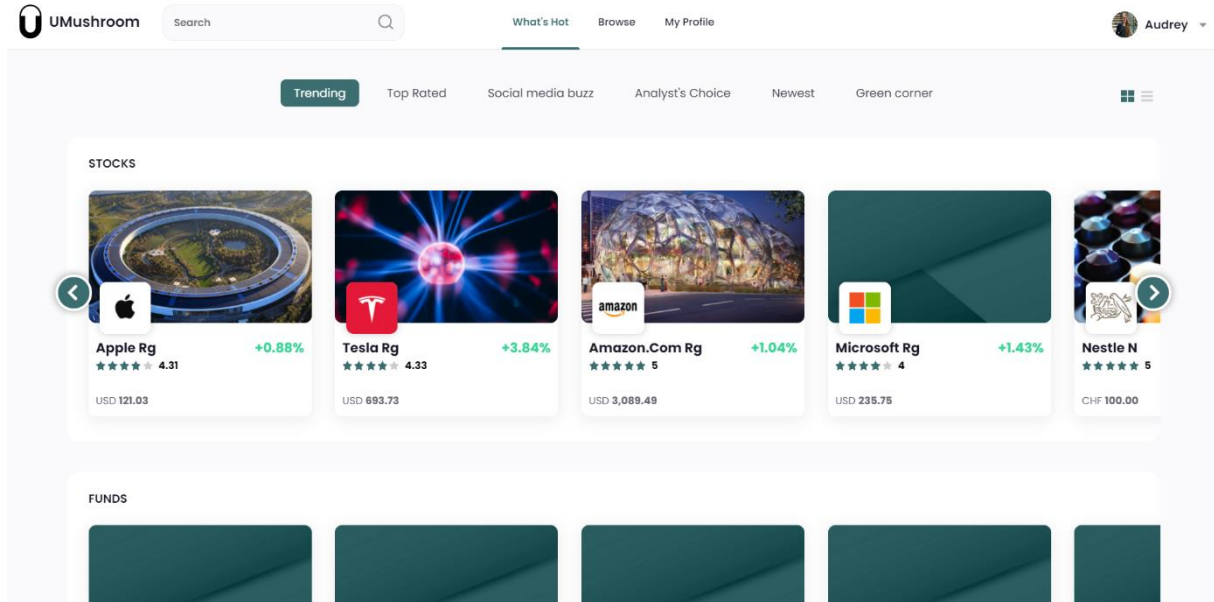 UMushroom
Search
What's Hot
Browse
My Profile
Audrey
Trending
Top Rated
Social media buzz
Analyst's Choice
Newest
Green corner
STOCKS
amazon
Apple Rg +0.88%
4.31
USD 121.03
Tesla Rg +3.84%
4.33
USD 693.73
Amazon.Com Rg +1.04%
5
USD 3,089.49
Microsoft Rg +1.43%
4
USD 235.75
Nestle N
5
CHF 100.00
FUNDS